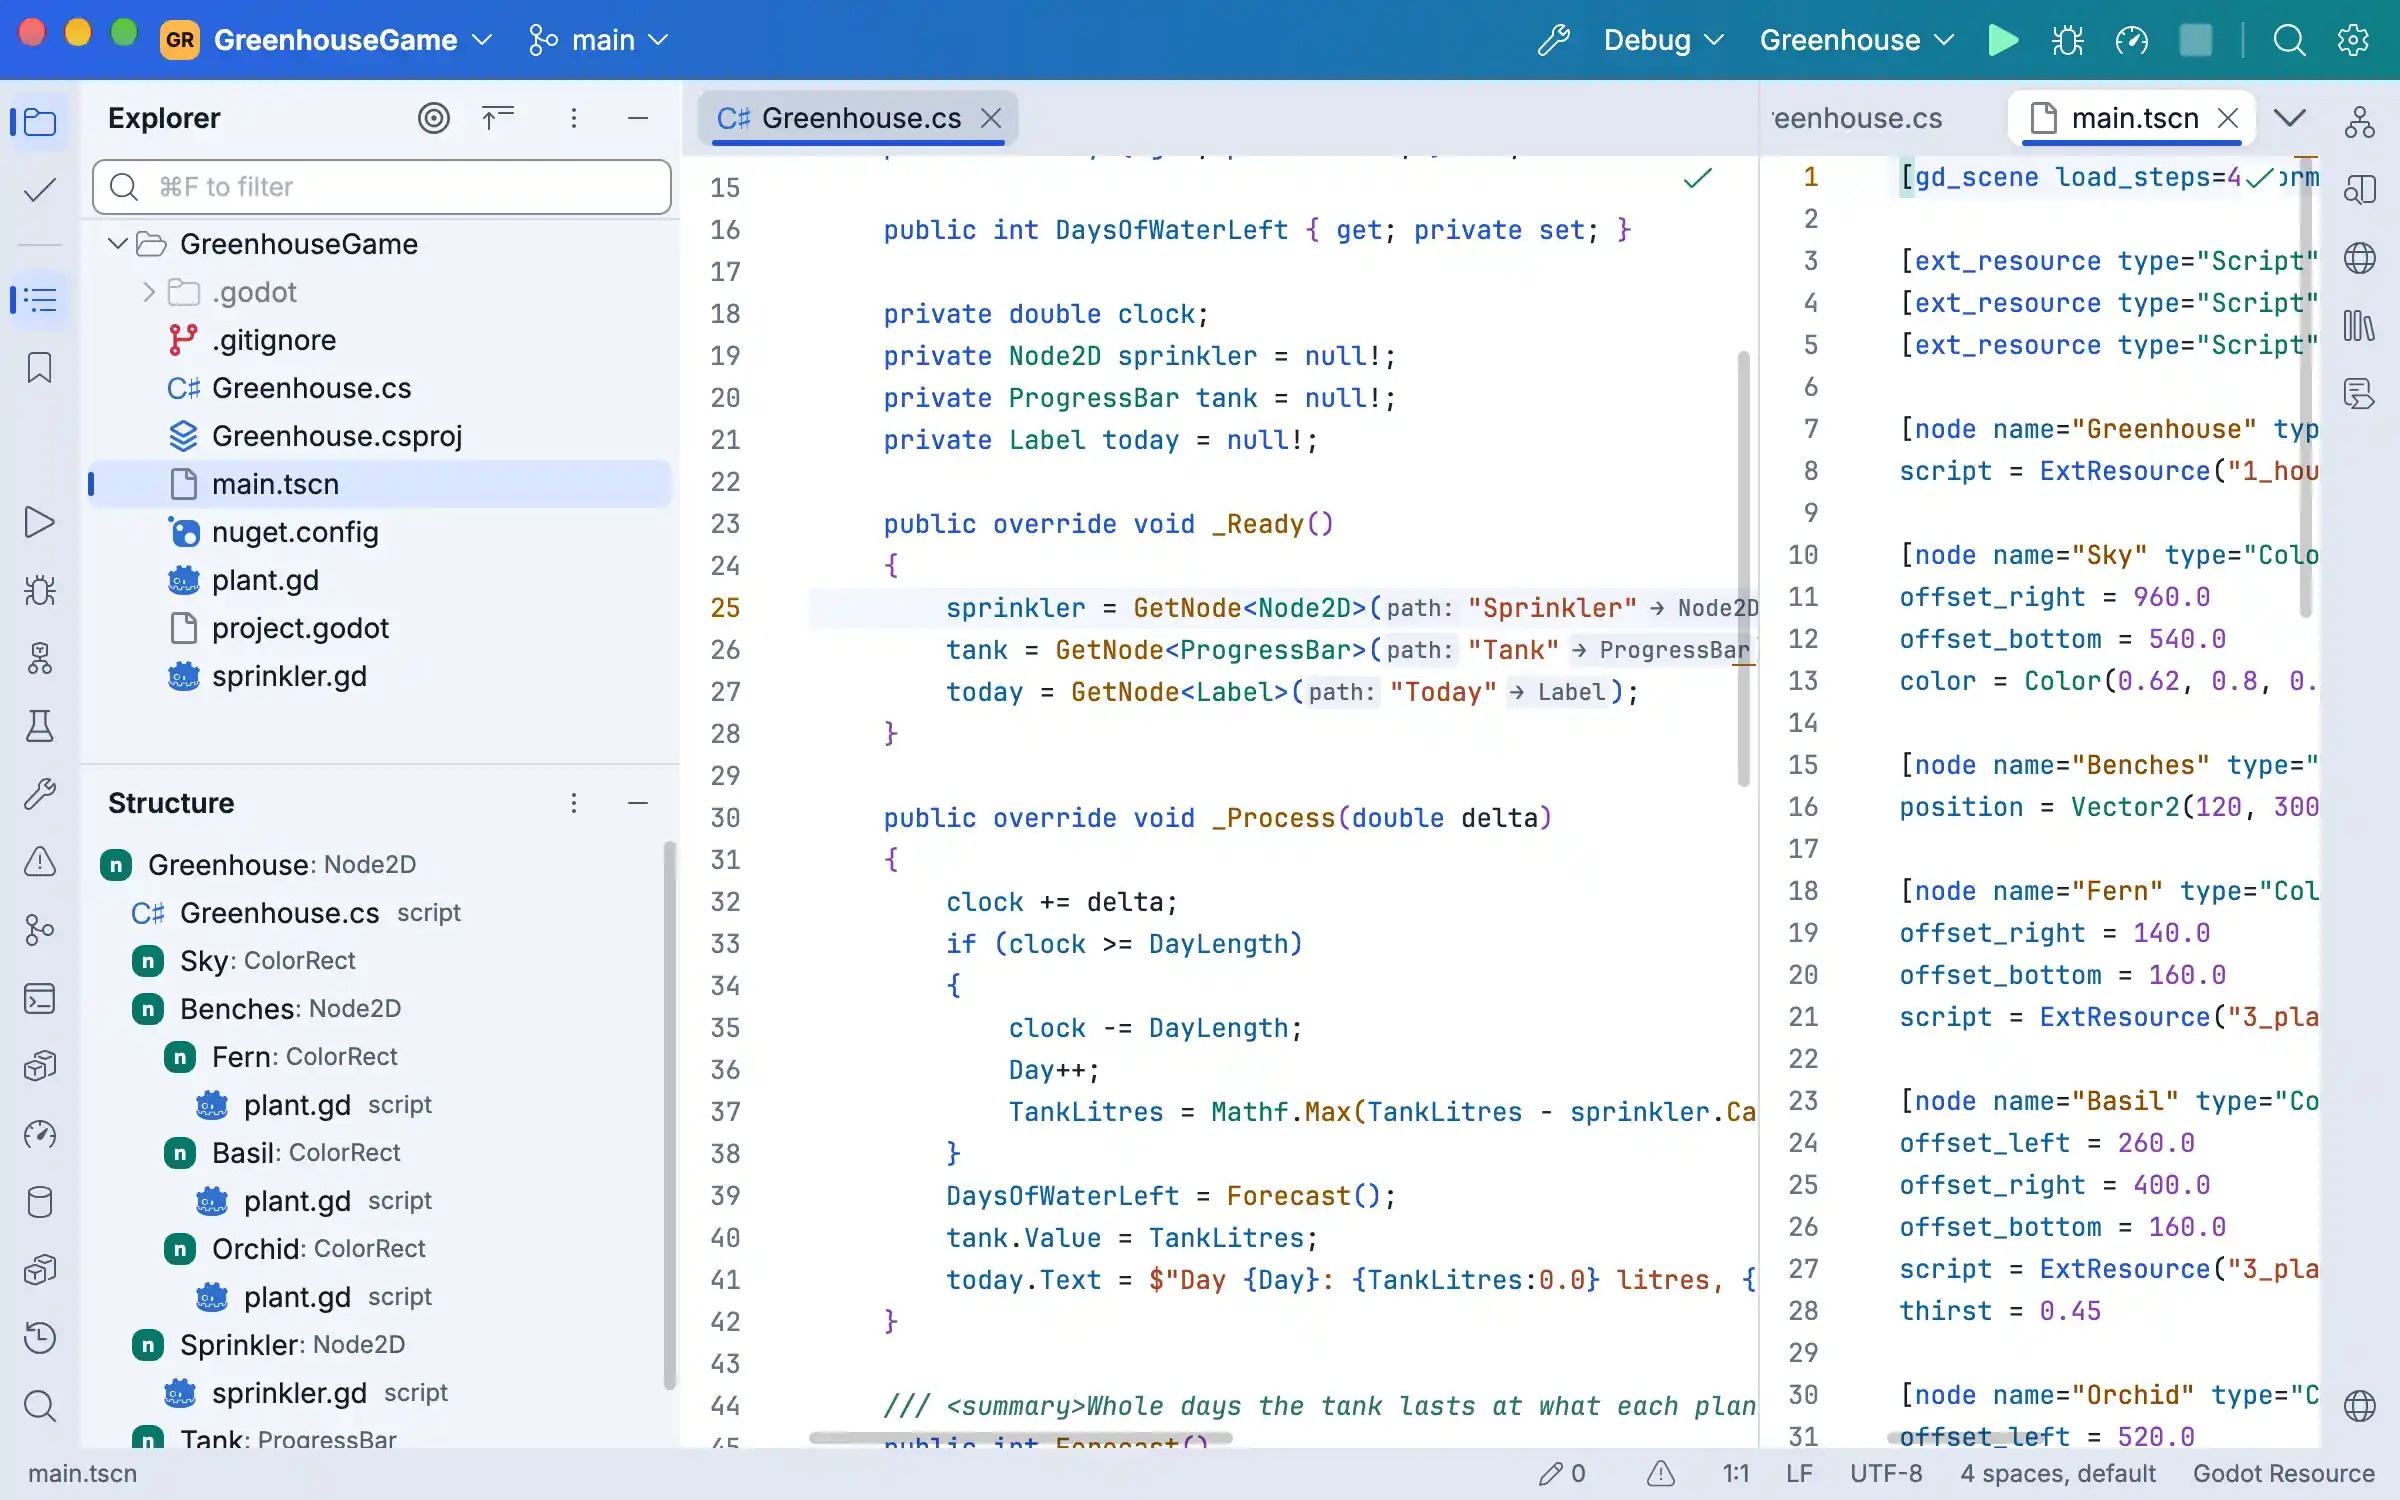 GR GreenhouseGame main Debug Greenhouse
Explorer
⌘F to filter
GreenhouseGame
.godot
.gitignore
C# Greenhouse.cs
Greenhouse.csproj
main.tscn
nuget.config
plant.gd
project.godot
sprinkler.gd
Structure
n Greenhouse: Node2D
C# Greenhouse.cs script
n Sky: ColorRect
n Benches: Node2D
n Fern: ColorRect
plant.gd script
n Basil: ColorRect
plant.gd script
n Orchid: ColorRect
plant.gd script
n Sprinkler: Node2D
sprinkler.gd script
n Tank: ProgressBar
C# Greenhouse.cs
15
16 public int DaysOfWaterLeft { get; private set; }
17
18 private double clock;
19 private Node2D sprinkler = null!;
20 private ProgressBar tank = null!;
21 private Label today = null!;
22
23 public override void _Ready()
24 {
25 sprinkler = GetNode<Node2D>(path: "Sprinkler" → Node2D
26 tank = GetNode<ProgressBar>(path: "Tank" → ProgressBar
27 today = GetNode<Label>(path: "Today" → Label);
28 }
29
30 public override void _Process(double delta)
31 {
32 clock += delta;
33 if (clock >= DayLength)
34 {
35 clock -= DayLength;
36 Day++;
37 TankLitres = Mathf.Max(TankLitres - sprinkler.Ca
38 }
39 DaysOfWaterLeft = Forecast();
40 tank.Value = TankLitres;
41 today.Text = $"Day {Day}: {TankLitres:0.0} litres, {
42 }
43
44 /// <summary>Whole days the tank lasts at what each plan
45 public int Forecast()
reenhouse.cs main.tscn
1 [gd_scene load_steps=4 orm
2
3 [ext_resource type="Script"
4 [ext_resource type="Script"
5 [ext_resource type="Script"
6
7 [node name="Greenhouse" typ
8 script = ExtResource("1_hou
9
10 [node name="Sky" type="Colo
11 offset_right = 960.0
12 offset_bottom = 540.0
13 color = Color(0.62, 0.8, 0.
14
15 [node name="Benches" type="
16 position = Vector2(120, 300
17
18 [node name="Fern" type="Col
19 offset_right = 140.0
20 offset_bottom = 160.0
21 script = ExtResource("3_pla
22
23 [node name="Basil" type="Co
24 offset_left = 260.0
25 offset_right = 400.0
26 offset_bottom = 160.0
27 script = ExtResource("3_pla
28 thirst = 0.45
29
30 [node name="Orchid" type="C
31 offset_left = 520.0
main.tscn 0 1:1 LF UTF-8 4 spaces, default Godot Resource